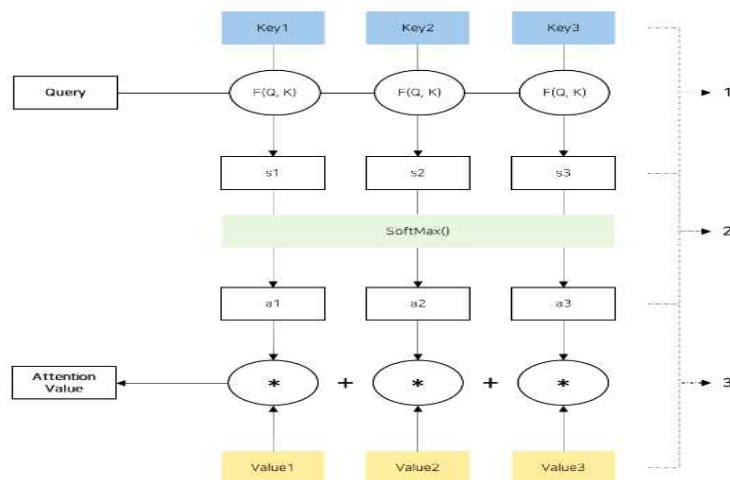 Key1 Key2 Key3
Query F(Q, K) F(Q, K) F(Q, K) 1
s1 s2 s3
SoftMax() 2
a1 a2 a3
Attention
Value
* + * + * 3
Value1 Value2 Value3